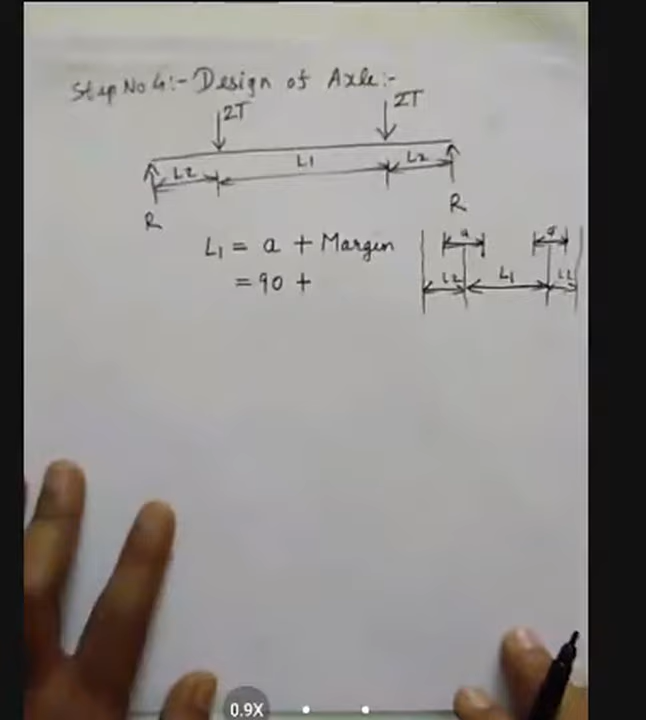 Step No 4:- Design of Axle:-
2T 2T
L2 L1 L2
R R
L1 = a + Margin
= 90 +
a a
L2 L1 L2
0.9X